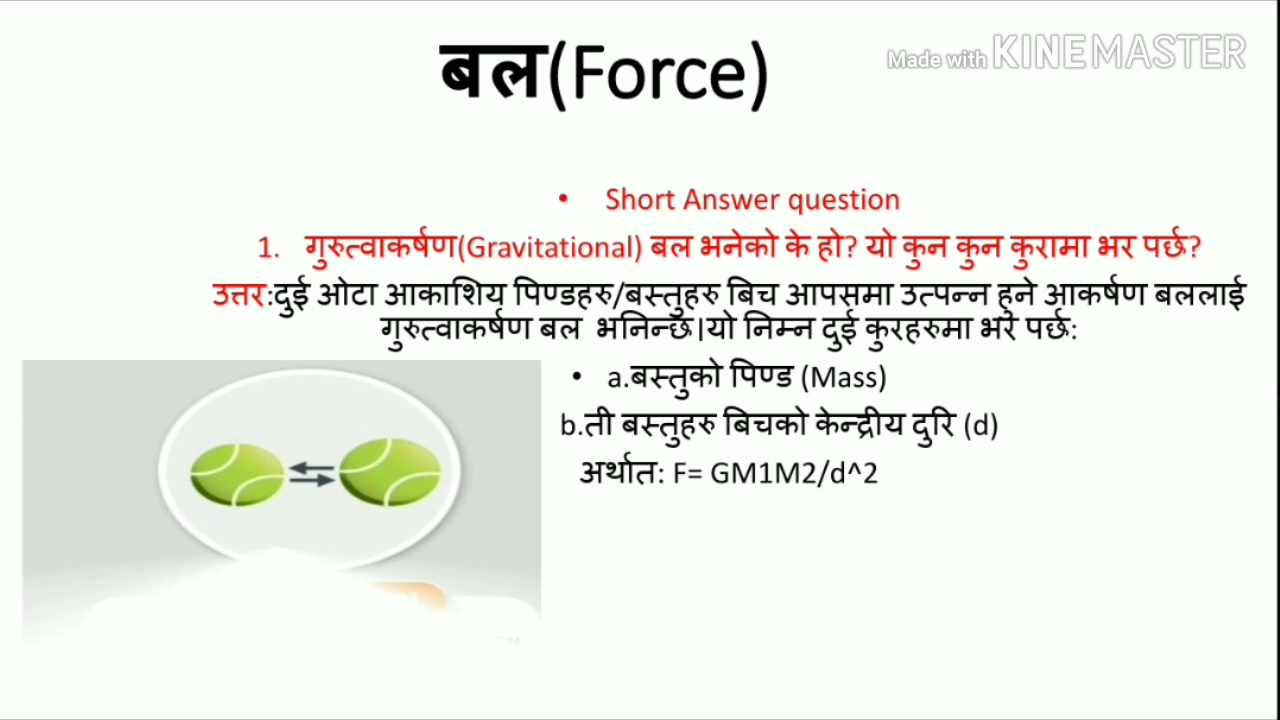 Made with KINEMASTER
बल(Force)
• Short Answer question
1. गुरुत्वाकर्षण(Gravitational) बल भनेको के हो? यो कुन कुन कुरामा भर पर्छ?
उत्तर:दुई ओटा आकाशिय पिण्डहरु/बस्तुहरु बिच आपसमा उत्पन्न हुने आकर्षण बललाई
गुरुत्वाकर्षण बल भनिन्छ।यो निम्न दुई कुरहरुमा भर पर्छ:
• a.बस्तुको पिण्ड (Mass)
b.ती बस्तुहरु बिचको केन्द्रीय दुरि (d)
अर्थात: F= GM1M2/d^2